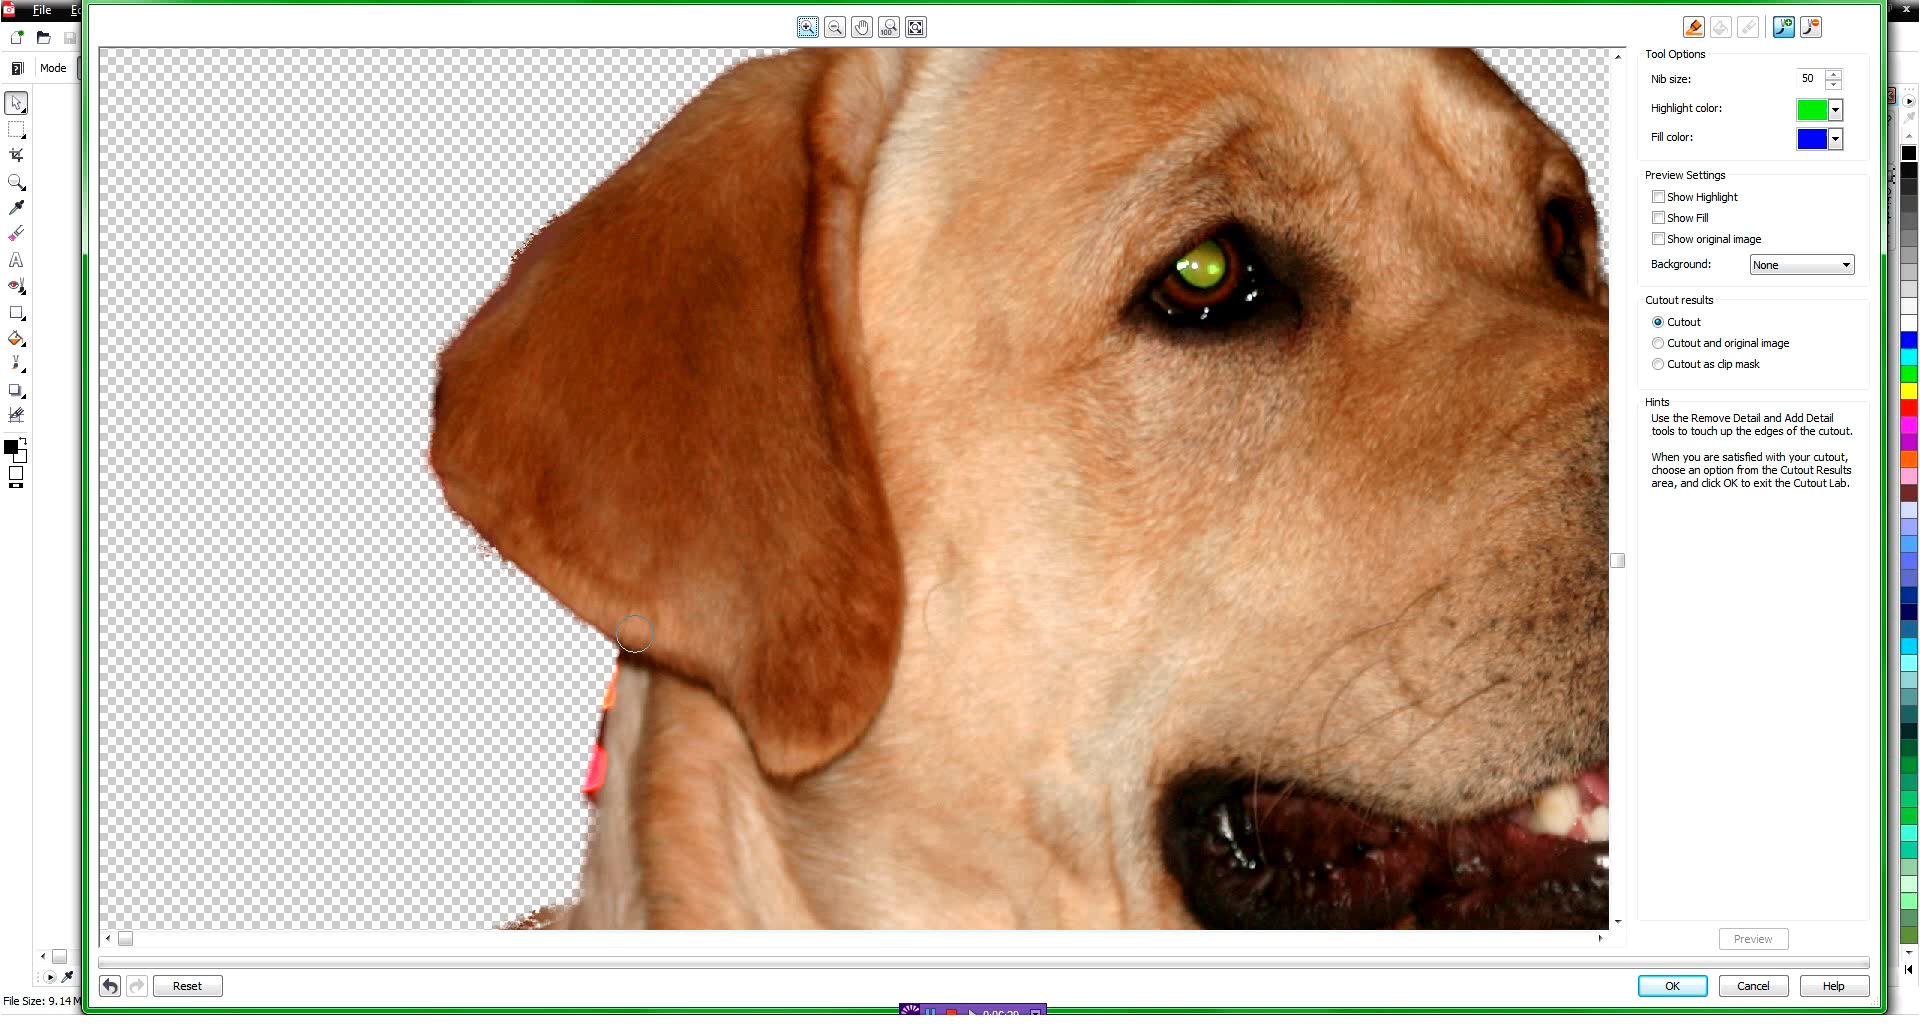 File
100
Mode
Tool Options
Nib size:
50
Highlight color:
Fill color:
Preview Settings
Show Highlight
Show Fill
Show original image
Background:
None
Cutout results
Cutout
Cutout and original image
Cutout as clip mask
Hints
Use the Remove Detail and Add Detail
tools to touch up the edges of the cutout.
When you are satisfied with your cutout,
choose an option from the Cutout Results
area, and click OK to exit the Cutout Lab.
Preview
Reset
OK
Cancel
Help
File Size: 9.14 M